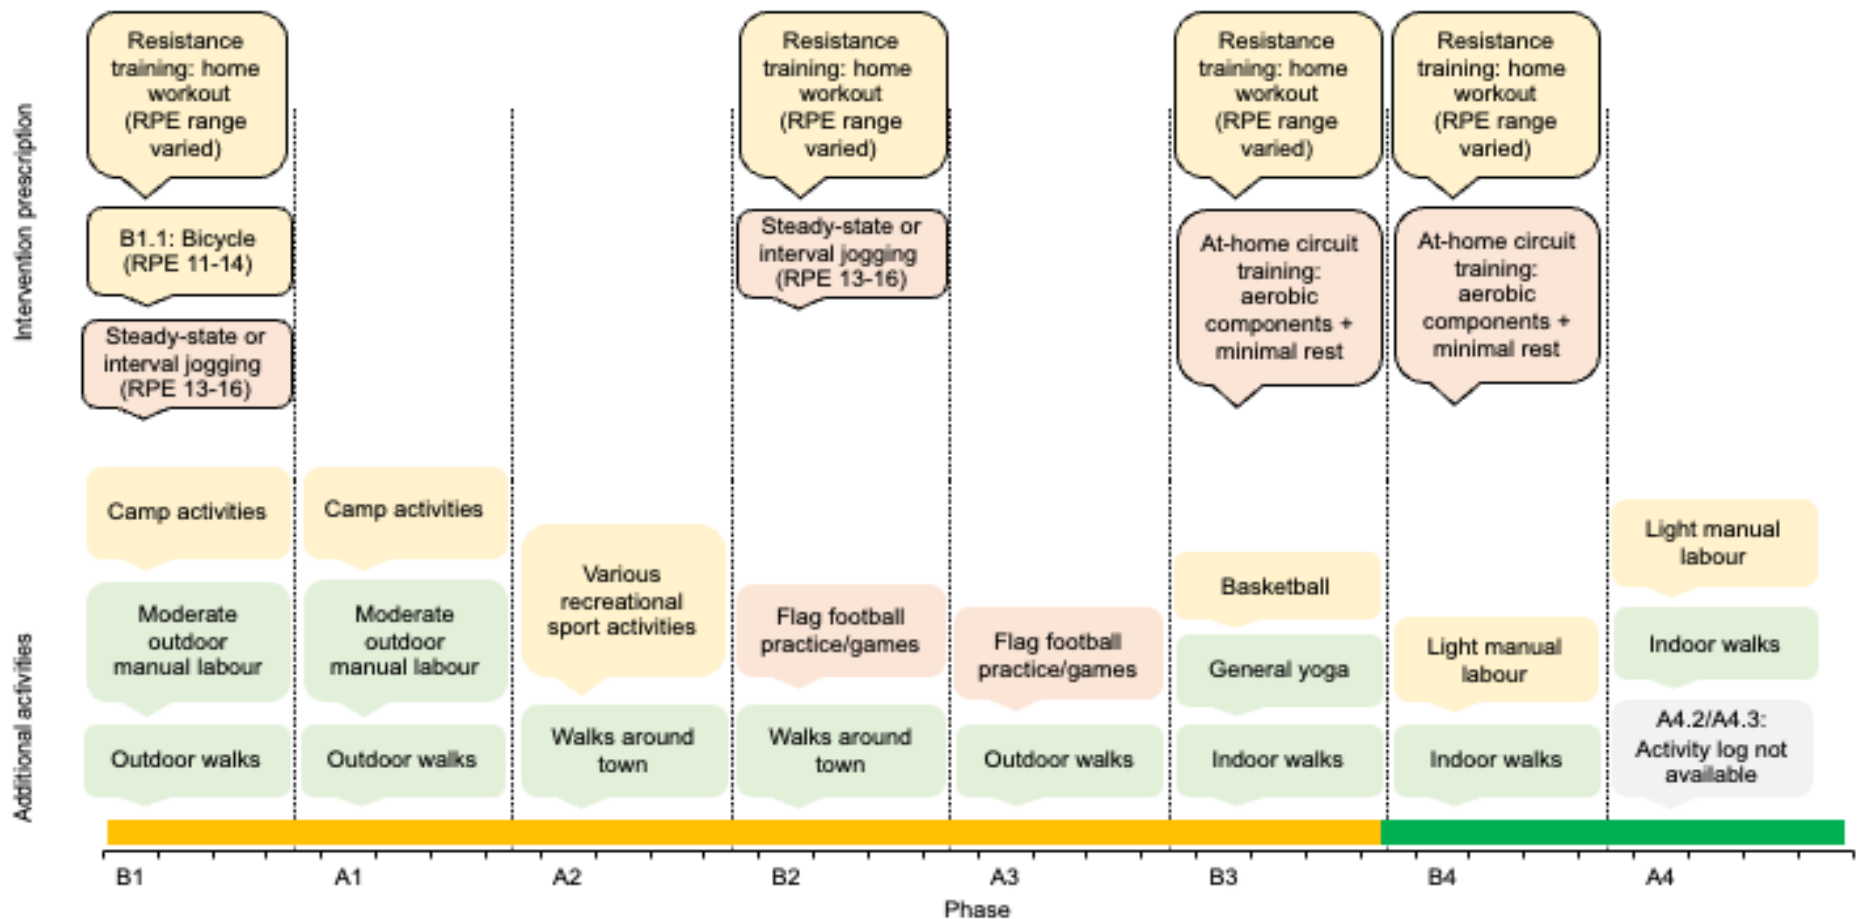 Intervention prescription
Resistance
training: home
workout
(RPE range
varied)
B1.1: Bicycle
(RPE 11-14)
Steady-state or
interval jogging
(RPE 13-16)
Resistance
training: home
workout
(RPE range
varied)
Steady-state or
interval jogging
(RPE 13-16)
Resistance
training: home
workout
(RPE range
varied)
At-home circuit
training:
aerobic
components +
minimal rest
Resistance
training: home
workout
(RPE range
varied)
At-home circuit
training:
aerobic
components +
minimal rest
Additional activities
Camp activities
Moderate
outdoor
manual labour
Outdoor walks
Camp activities
Moderate
outdoor
manual labour
Outdoor walks
Various
recreational
sport activities
Walks around
town
Flag football
practice/games
Walks around
town
Flag football
practice/games
Outdoor walks
Basketball
General yoga
Indoor walks
Light manual
labour
Indoor walks
Light manual
labour
Indoor walks
A4.2/A4.3:
Activity log not
available
B1
A1
A2
B2
A3
B3
B4
A4
Phase